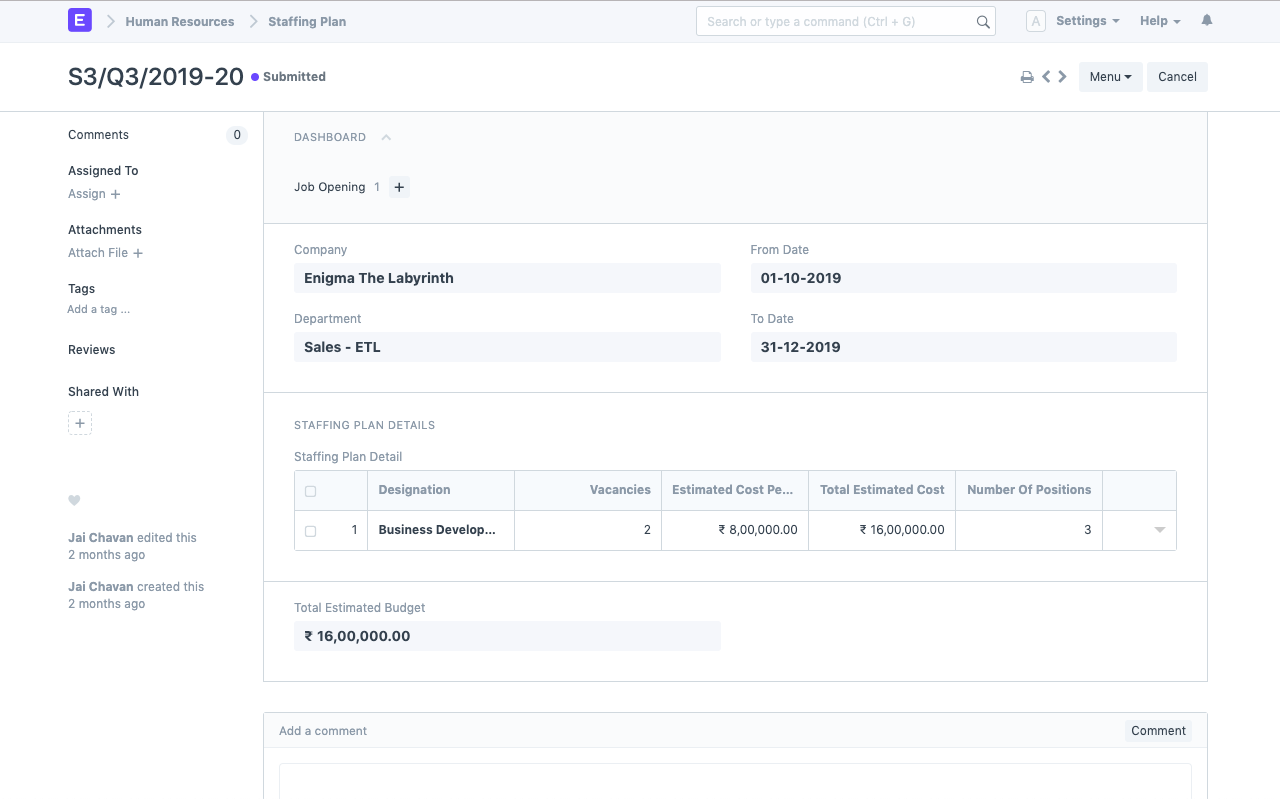 E Human Resources Staffing Plan Search or type a command (Ctrl + G) A Settings Help
S3/Q3/2019-20 Submitted Menu Cancel
Comments 0
Assigned To
Assign +
Attachments
Attach File +
Tags
Add a tag ...
Reviews
Shared With
+
Jai Chavan edited this
2 months ago
Jai Chavan created this
2 months ago
DASHBOARD
Job Opening 1 +
Company
Enigma The Labyrinth
From Date
01-10-2019
Department
Sales - ETL
To Date
31-12-2019
STAFFING PLAN DETAILS
Staffing Plan Detail
Designation Vacancies Estimated Cost Pe... Total Estimated Cost Number Of Positions
1 Business Develop... 2 ₹ 8,00,000.00 ₹ 16,00,000.00 3
Total Estimated Budget
₹ 16,00,000.00
Add a comment Comment